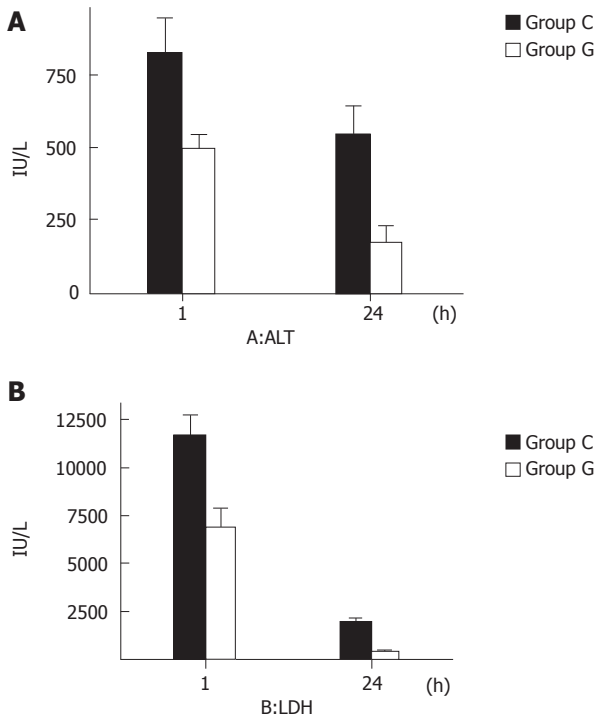 A
Group C
Group G
750
500
250
0
IU/L
1 24 (h)
A:ALT
B
Group C
Group G
12500
10000
7500
5000
2500
IU/L
1 24 (h)
B:LDH